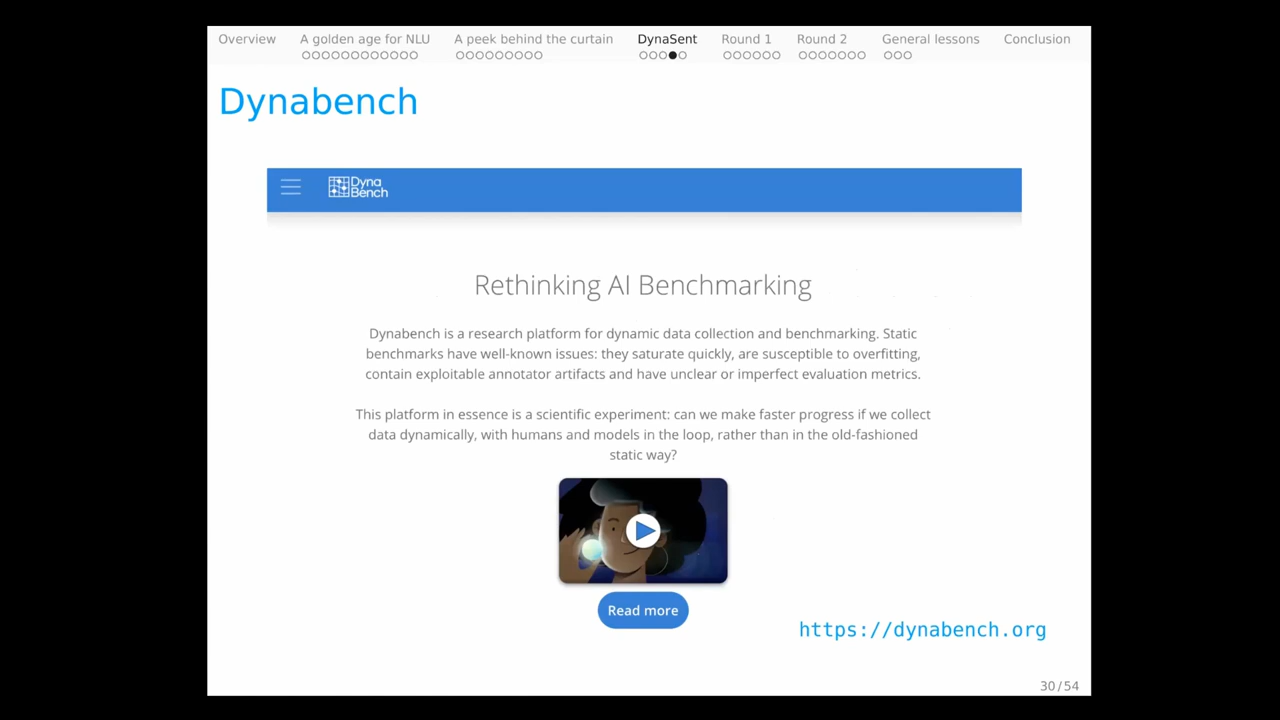 Overview A golden age for NLU A peek behind the curtain DynaSent Round 1 Round 2 General lessons Conclusion
Dynabench
Dyna
Bench
Rethinking AI Benchmarking
Dynabench is a research platform for dynamic data collection and benchmarking. Static
benchmarks have well-known issues: they saturate quickly, are susceptible to overfitting,
contain exploitable annotator artifacts and have unclear or imperfect evaluation metrics.
This platform in essence is a scientific experiment: can we make faster progress if we collect
data dynamically, with humans and models in the loop, rather than in the old-fashioned
static way?
Read more
https://dynabench.org
30/54